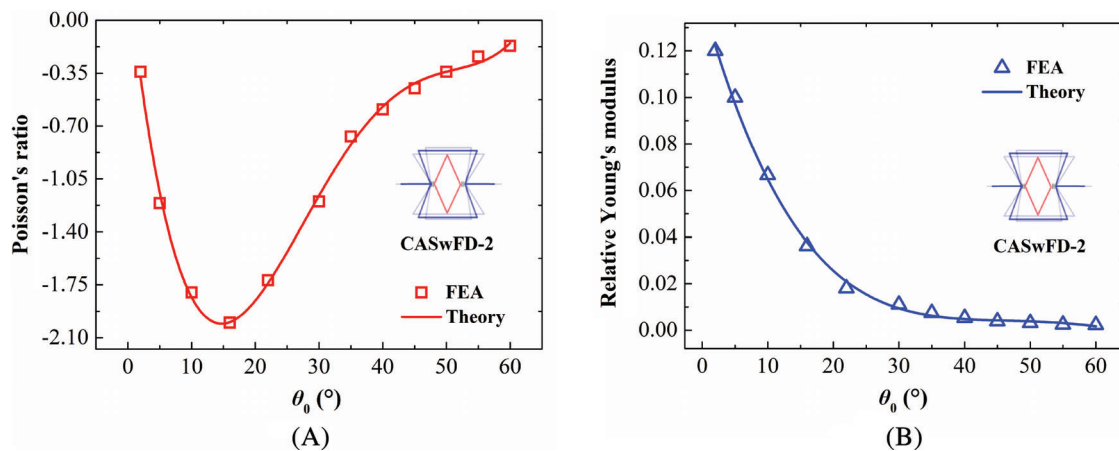 0.00
-0.35
-0.70
-1.05
-1.40
-1.75
-2.10
Poisson's ratio
CASwFD-2
FEA
Theory
0 10 20 30 40 50 60
θ₀ (°)
(A)
0.12
0.10
0.08
0.06
0.04
0.02
0.00
Relative Young's modulus
FEA
Theory
CASwFD-2
0 10 20 30 40 50 60
θ₀ (°)
(B)